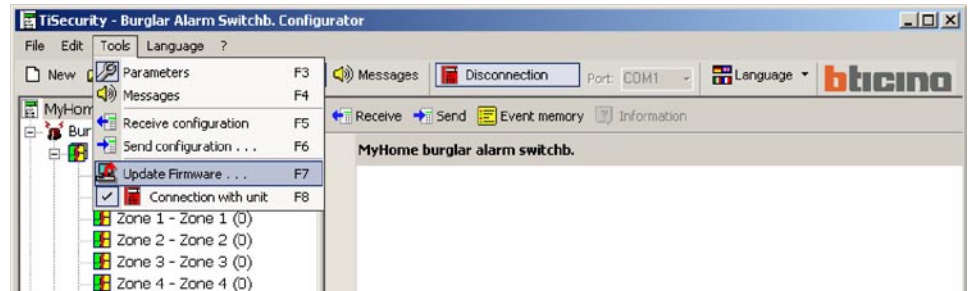 TiSecurity - Burglar Alarm Switchb. Configurator
File Edit Tools Language ?
New Messages Disconnection Port: COM1 Language bticino
Parameters F3
Messages F4
Receive configuration F5
Send configuration . . . F6
Update Firmware . . . F7
Connection with unit F8
MyHom
Bur
Receive Send Event memory Information
MyHome burglar alarm switchb.
Zone 1 - Zone 1 (0)
Zone 2 - Zone 2 (0)
Zone 3 - Zone 3 (0)
Zone 4 - Zone 4 (0)